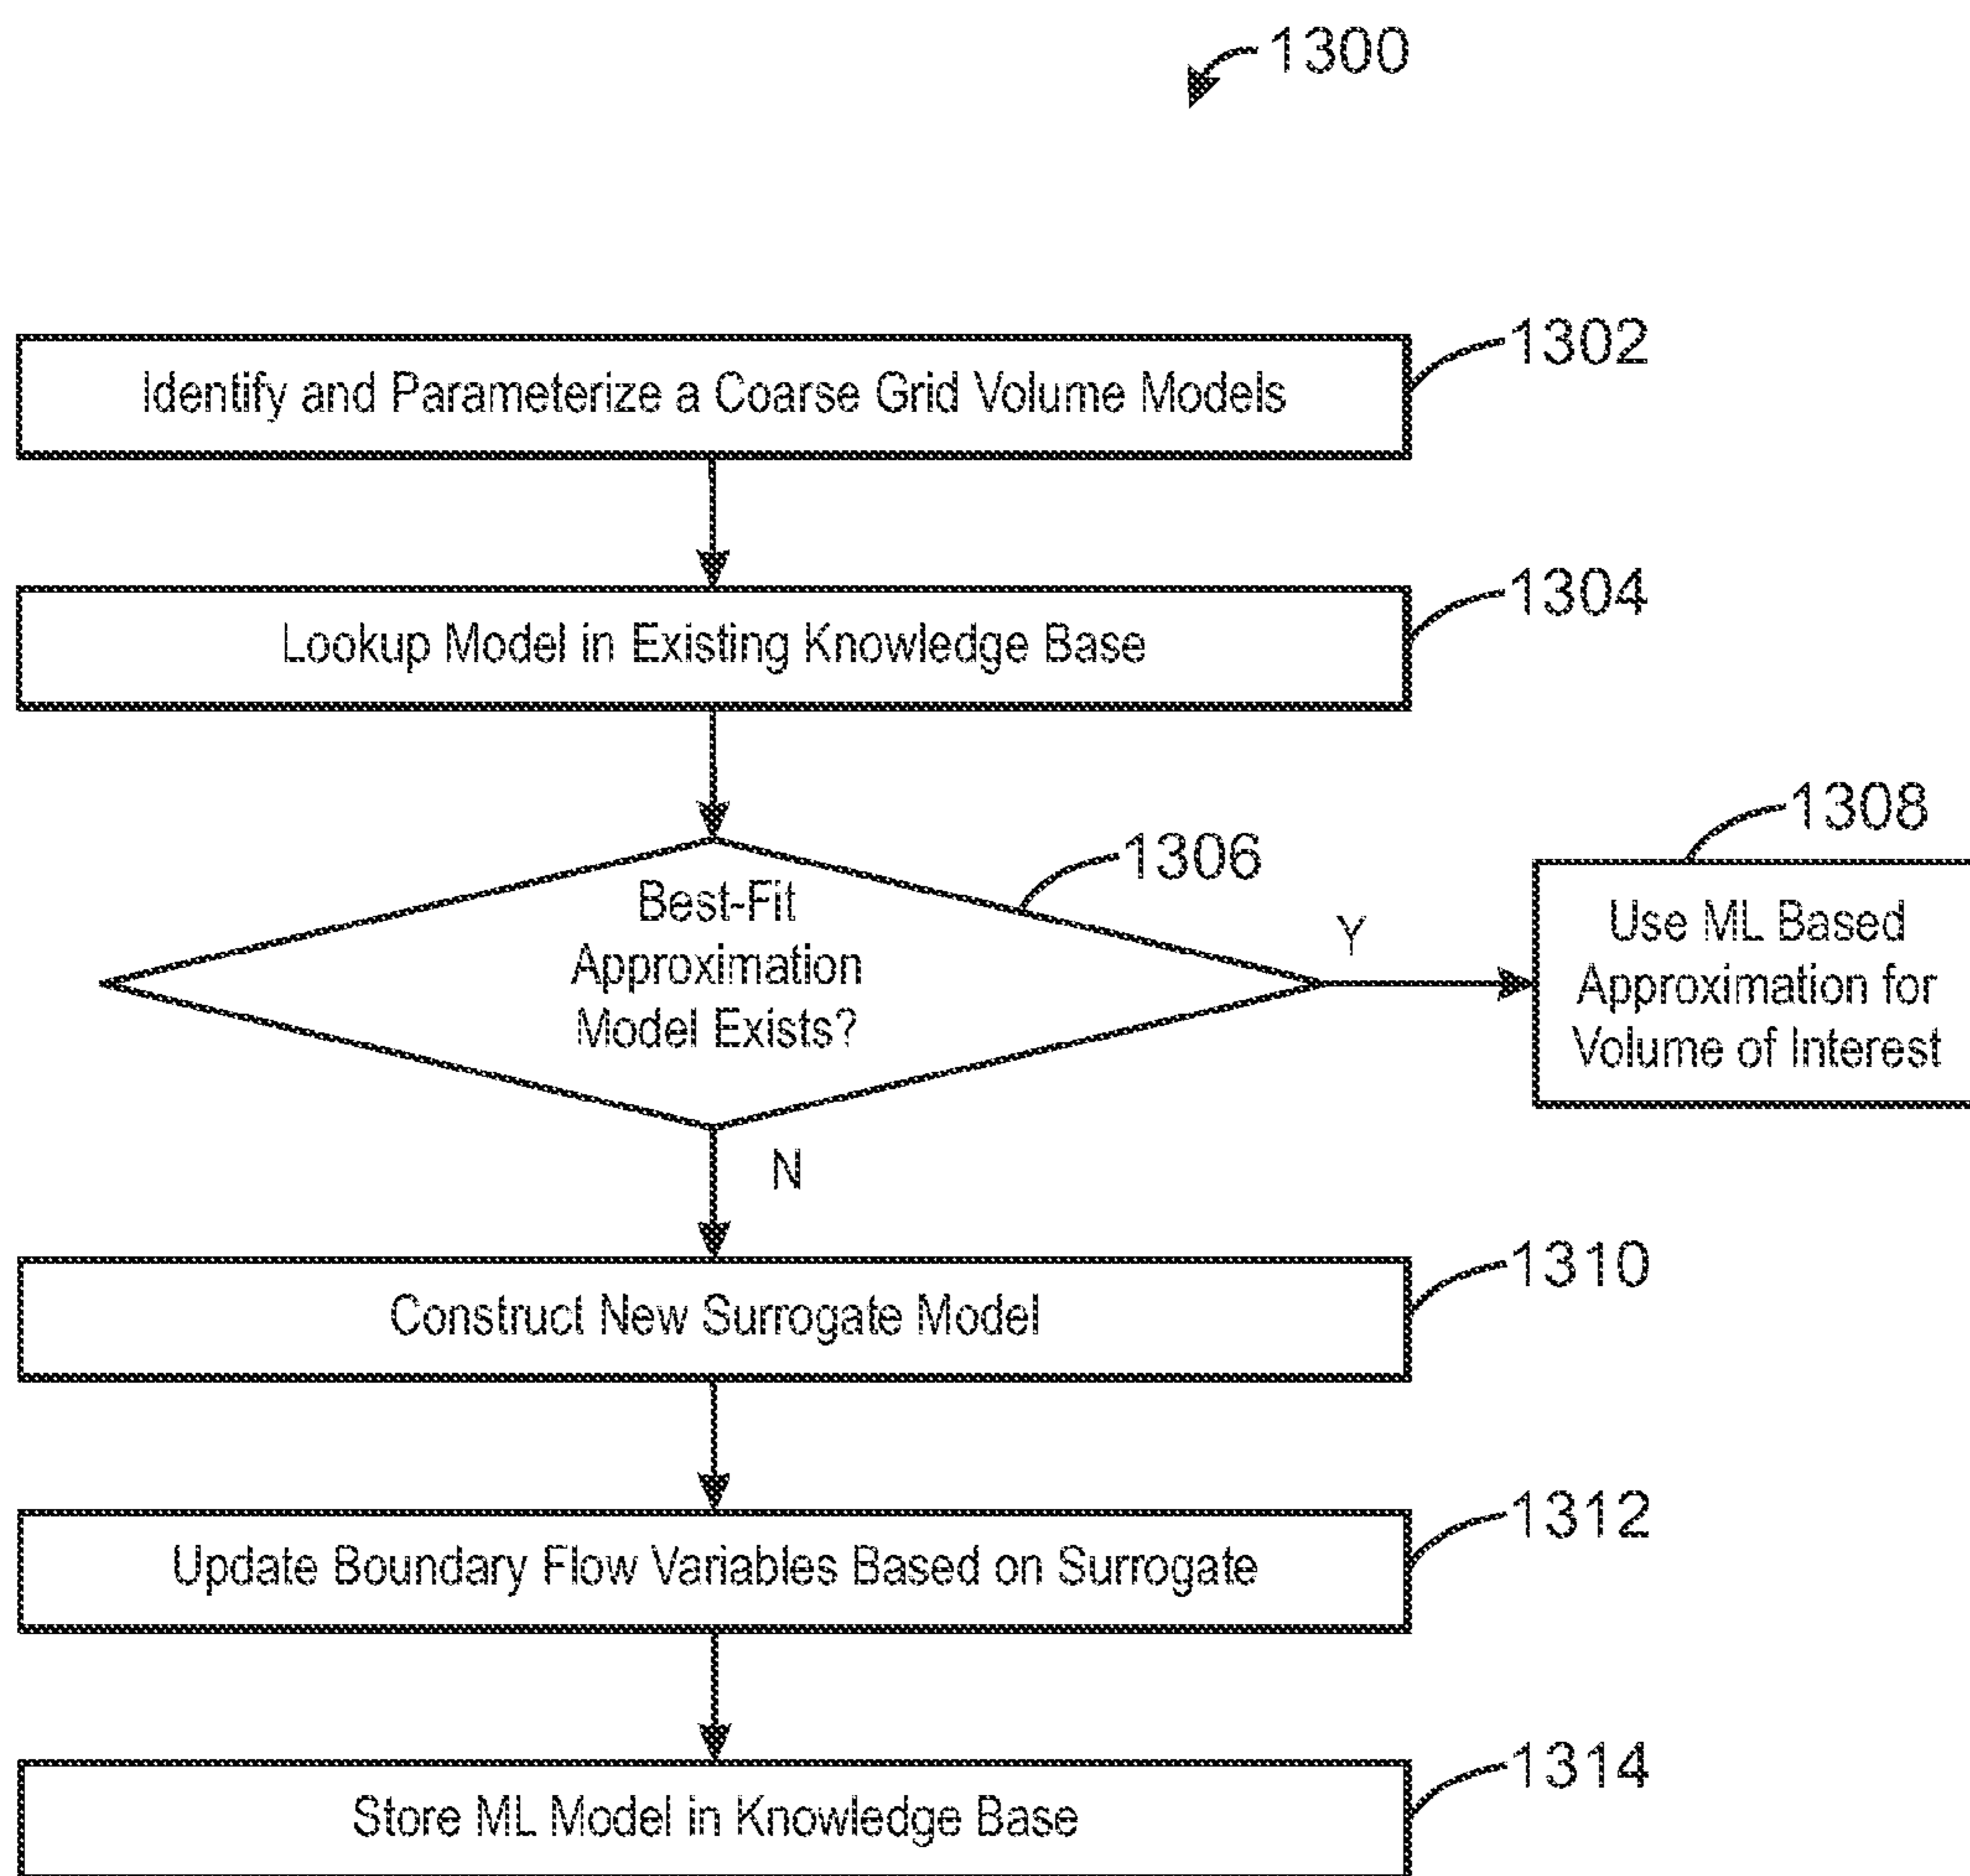 1300
Identify and Parameterize a Coarse Grid Volume Models
1302
Lookup Model in Existing Knowledge Base
1304
Best-Fit
Approximation
Model Exists?
1306
Y
1308
Use ML Based
Approximation for
Volume of Interest
N
Construct New Surrogate Model
1310
Update Boundary Flow Variables Based on Surrogate
1312
Store ML Model in Knowledge Base
1314